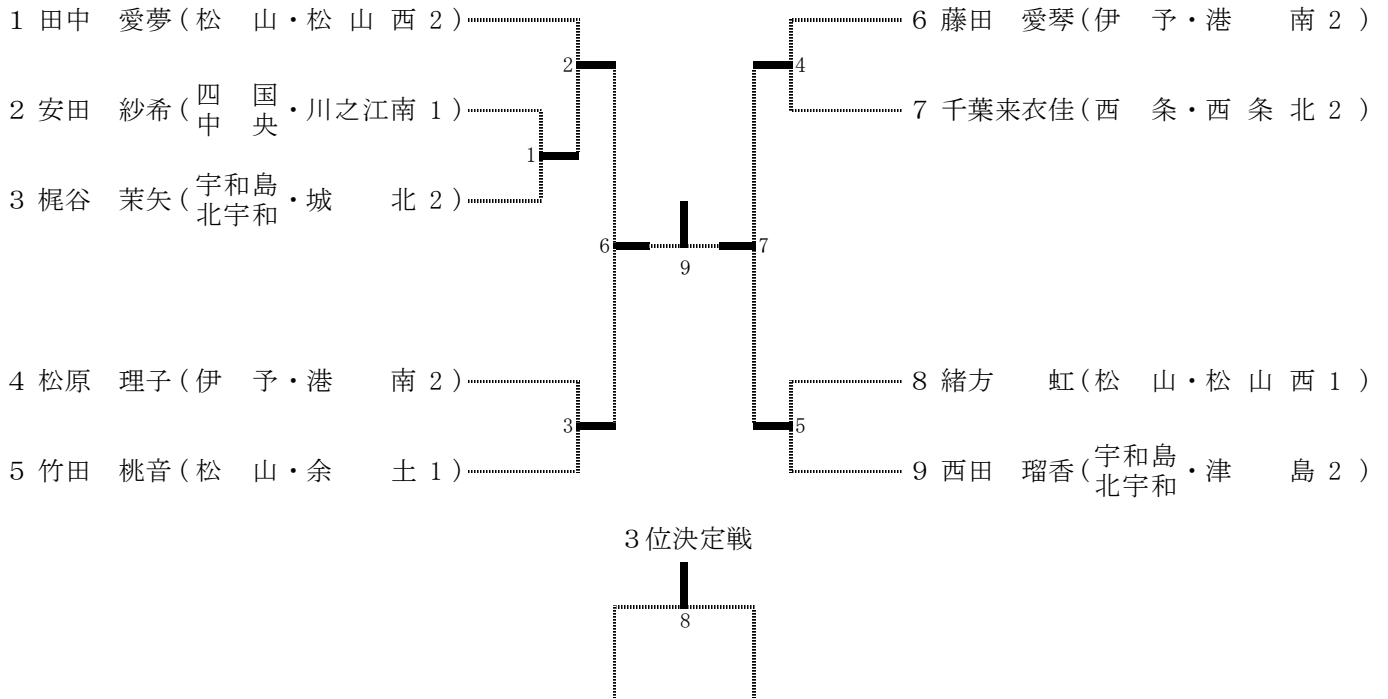 1 田中 愛夢(松 山・松 山 西 2)
2 安田 紗希(四 国中 央・川之江南 1)
3 梶谷 茉矢(宇和島北宇和・城 北 2)
4 松原 理子(伊 予・港 南 2)
5 竹田 桃音(松 山・余 土 1)
6 藤田 愛琴(伊 予・港 南 2)
7 千葉来衣佳(西 条・西 条 北 2)
8 緒方 虹(松 山・松 山 西 1)
9 西田 瑠香(宇和島北宇和・津 島 2)
2
1
3
6
9
7
4
5
3位決定戦
8